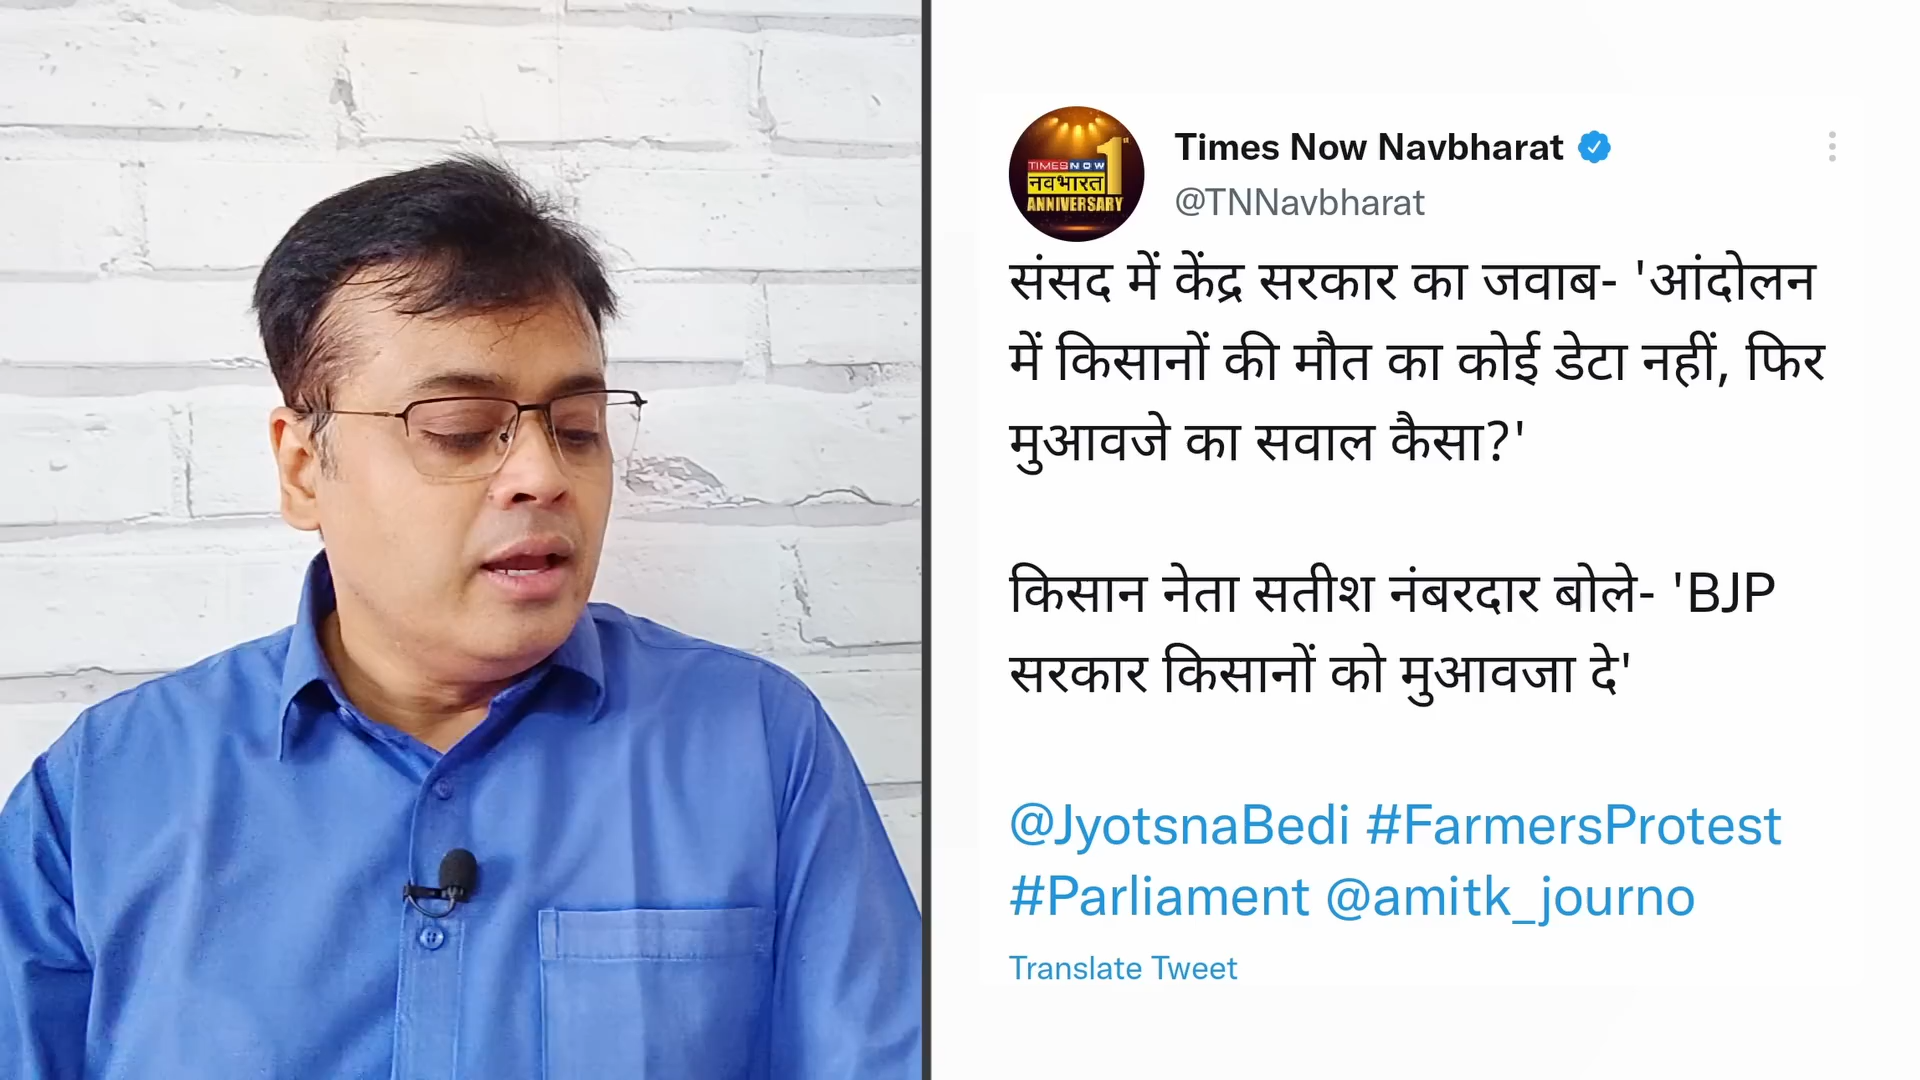 TIMES NOW
नवभारत
1st
ANNIVERSARY
Times Now Navbharat
@TNNavbharat
संसद में केंद्र सरकार का जवाब- 'आंदोलन
में किसानों की मौत का कोई डेटा नहीं, फिर
मुआवजे का सवाल कैसा?'
किसान नेता सतीश नंबरदार बोले- 'BJP
सरकार किसानों को मुआवजा दे'
@JyotsnaBedi #FarmersProtest
#Parliament @amitk_journo
Translate Tweet